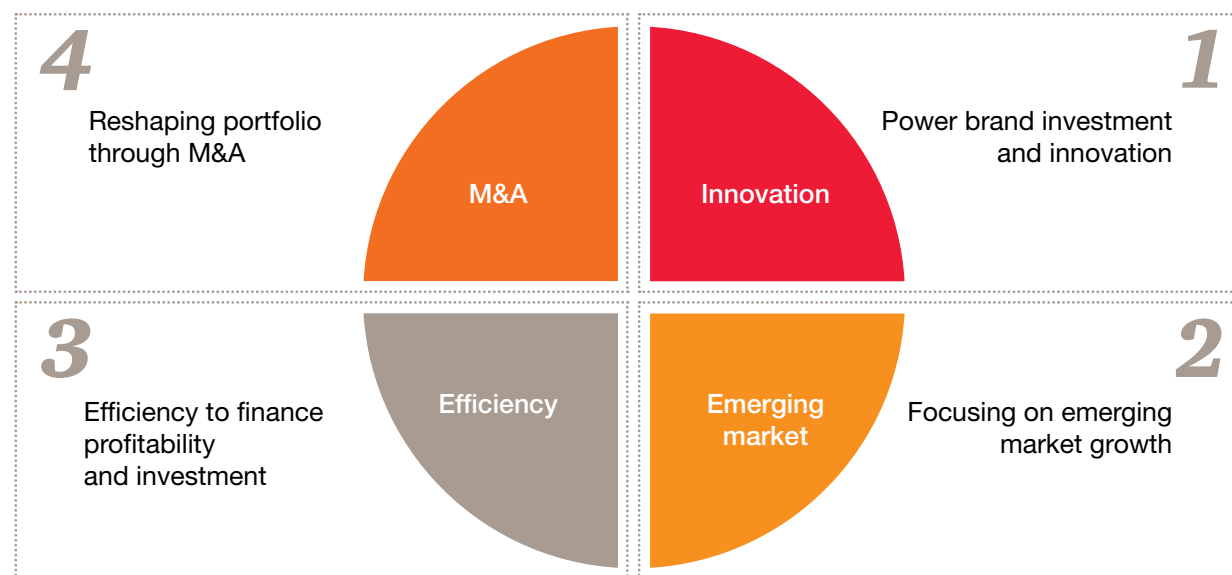 4
Reshaping portfolio
through M&A
M&A
Innovation
1
Power brand investment
and innovation
3
Efficiency to finance
profitability
and investment
Efficiency
Emerging
market
2
Focusing on emerging
market growth